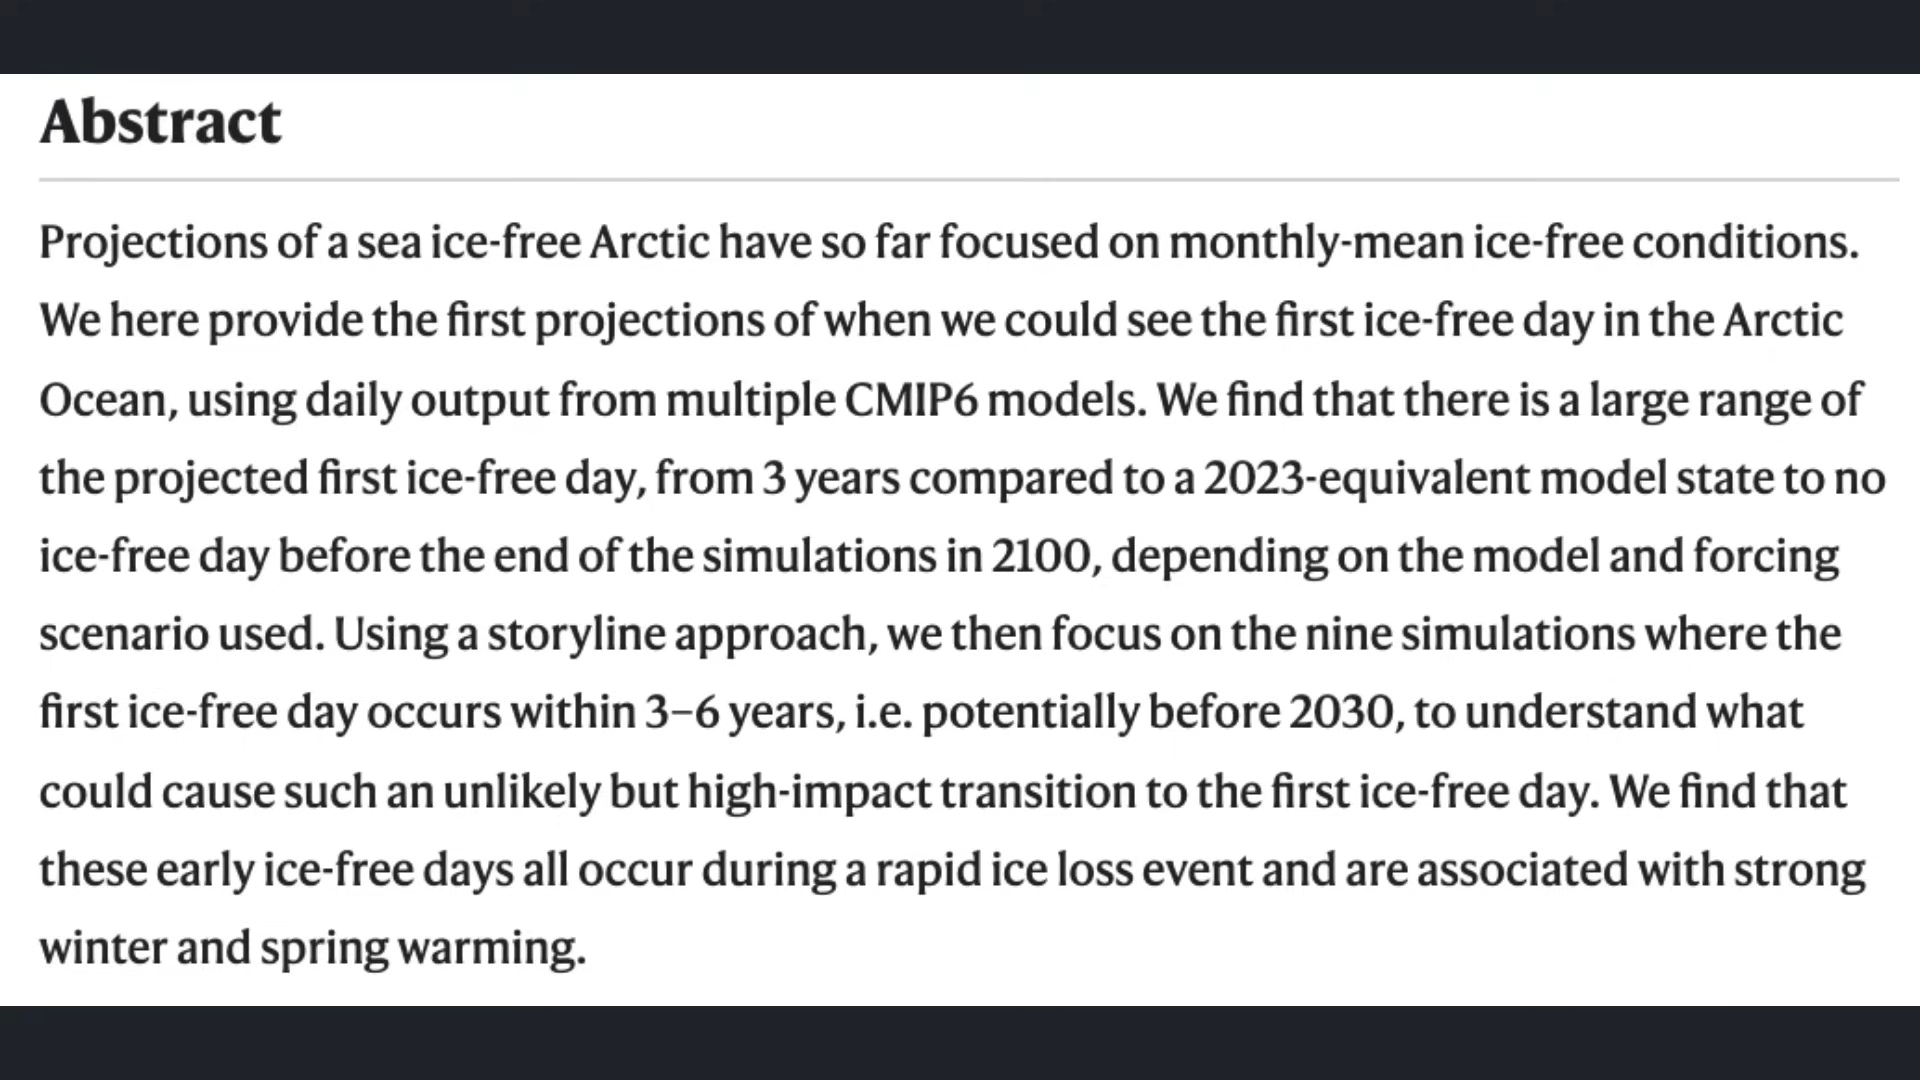 Abstract
Projections of a sea ice-free Arctic have so far focused on monthly-mean ice-free conditions.
We here provide the first projections of when we could see the first ice-free day in the Arctic
Ocean, using daily output from multiple CMIP6 models. We find that there is a large range of
the projected first ice-free day, from 3 years compared to a 2023-equivalent model state to no
ice-free day before the end of the simulations in 2100, depending on the model and forcing
scenario used. Using a storyline approach, we then focus on the nine simulations where the
first ice-free day occurs within 3–6 years, i.e. potentially before 2030, to understand what
could cause such an unlikely but high-impact transition to the first ice-free day. We find that
these early ice-free days all occur during a rapid ice loss event and are associated with strong
winter and spring warming.